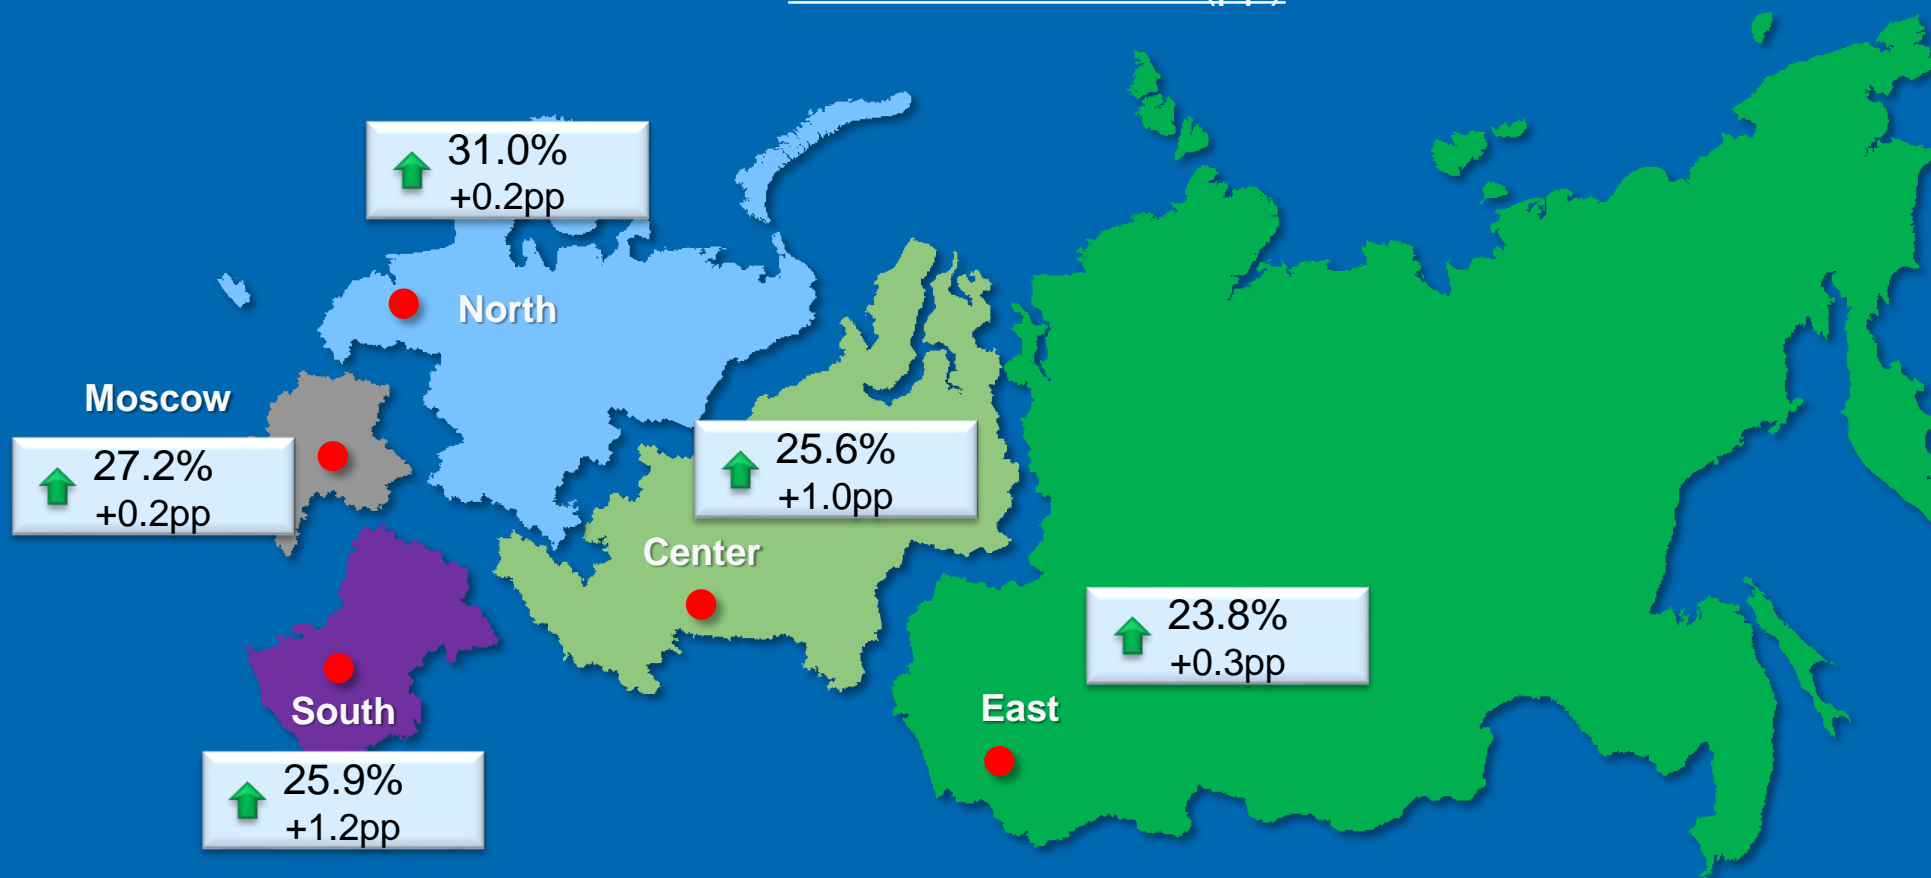 31.0%
+0.2pp
North
Moscow
27.2%
+0.2pp
25.6%
+1.0pp
Center
23.8%
+0.3pp
East
South
25.9%
+1.2pp